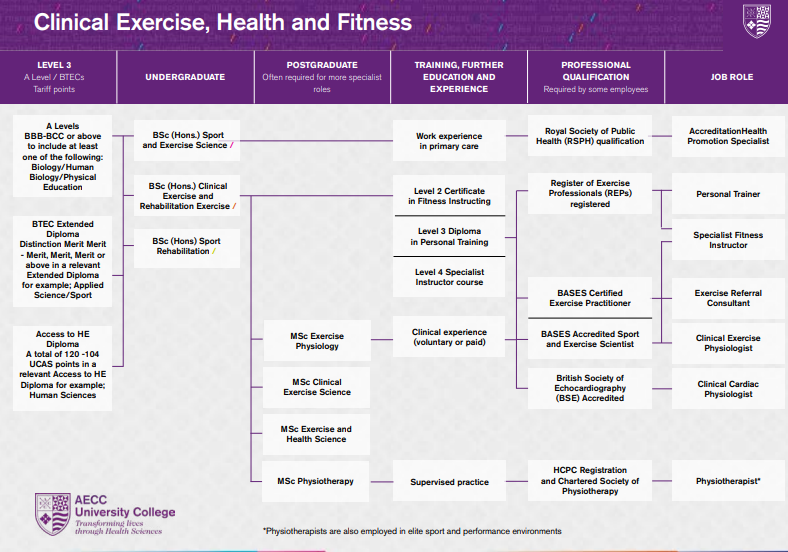 Clinical Exercise, Health and Fitness
LEVEL 3
A Level / BTECs
Tariff points
UNDERGRADUATE
POSTGRADUATE
Often required for more specialist
roles
TRAINING, FURTHER
EDUCATION AND
EXPERIENCE
PROFESSIONAL
QUALIFICATION
Required by some employees
JOB ROLE
A Levels
BBB-BCC or above
to include at least
one of the following:
Biology/Human
Biology/Physical
Education
BTEC Extended
Diploma
Distinction Merit Merit
- Merit, Merit, Merit or
above in a relevant
Extended Diploma
for example; Applied
Science/Sport
Access to HE
Diploma
A total of 120 -104
UCAS points in a
relevant Access to HE
Diploma for example;
Human Sciences
BSc (Hons.) Sport
and Exercise Science /
BSc (Hons.) Clinical
Exercise and
Rehabilitation Exercise /
BSc (Hons) Sport
Rehabilitation /
MSc Exercise
Physiology
MSc Clinical
Exercise Science
MSc Exercise and
Health Science
MSc Physiotherapy
Work experience
in primary care
Level 2 Certificate
in Fitness Instructing
Level 3 Diploma
in Personal Training
Level 4 Specialist
Instructor course
Clinical experience
(voluntary or paid)
Supervised practice
Royal Society of Public
Health (RSPH) qualification
Register of Exercise
Professionals (REPs)
registered
BASES Certified
Exercise Practitioner
BASES Accredited Sport
and Exercise Scientist
British Society of
Echocardiography
(BSE) Accredited
HCPC Registration
and Chartered Society of
Physiotherapy
AccreditationHealth
Promotion Specialist
Personal Trainer
Specialist Fitness
Instructor
Exercise Referral
Consultant
Clinical Exercise
Physiologist
Clinical Cardiac
Physiologist
Physiotherapist*
AECC
University College
Transforming lives
through Health Sciences
*Physiotherapists are also employed in elite sport and performance environments